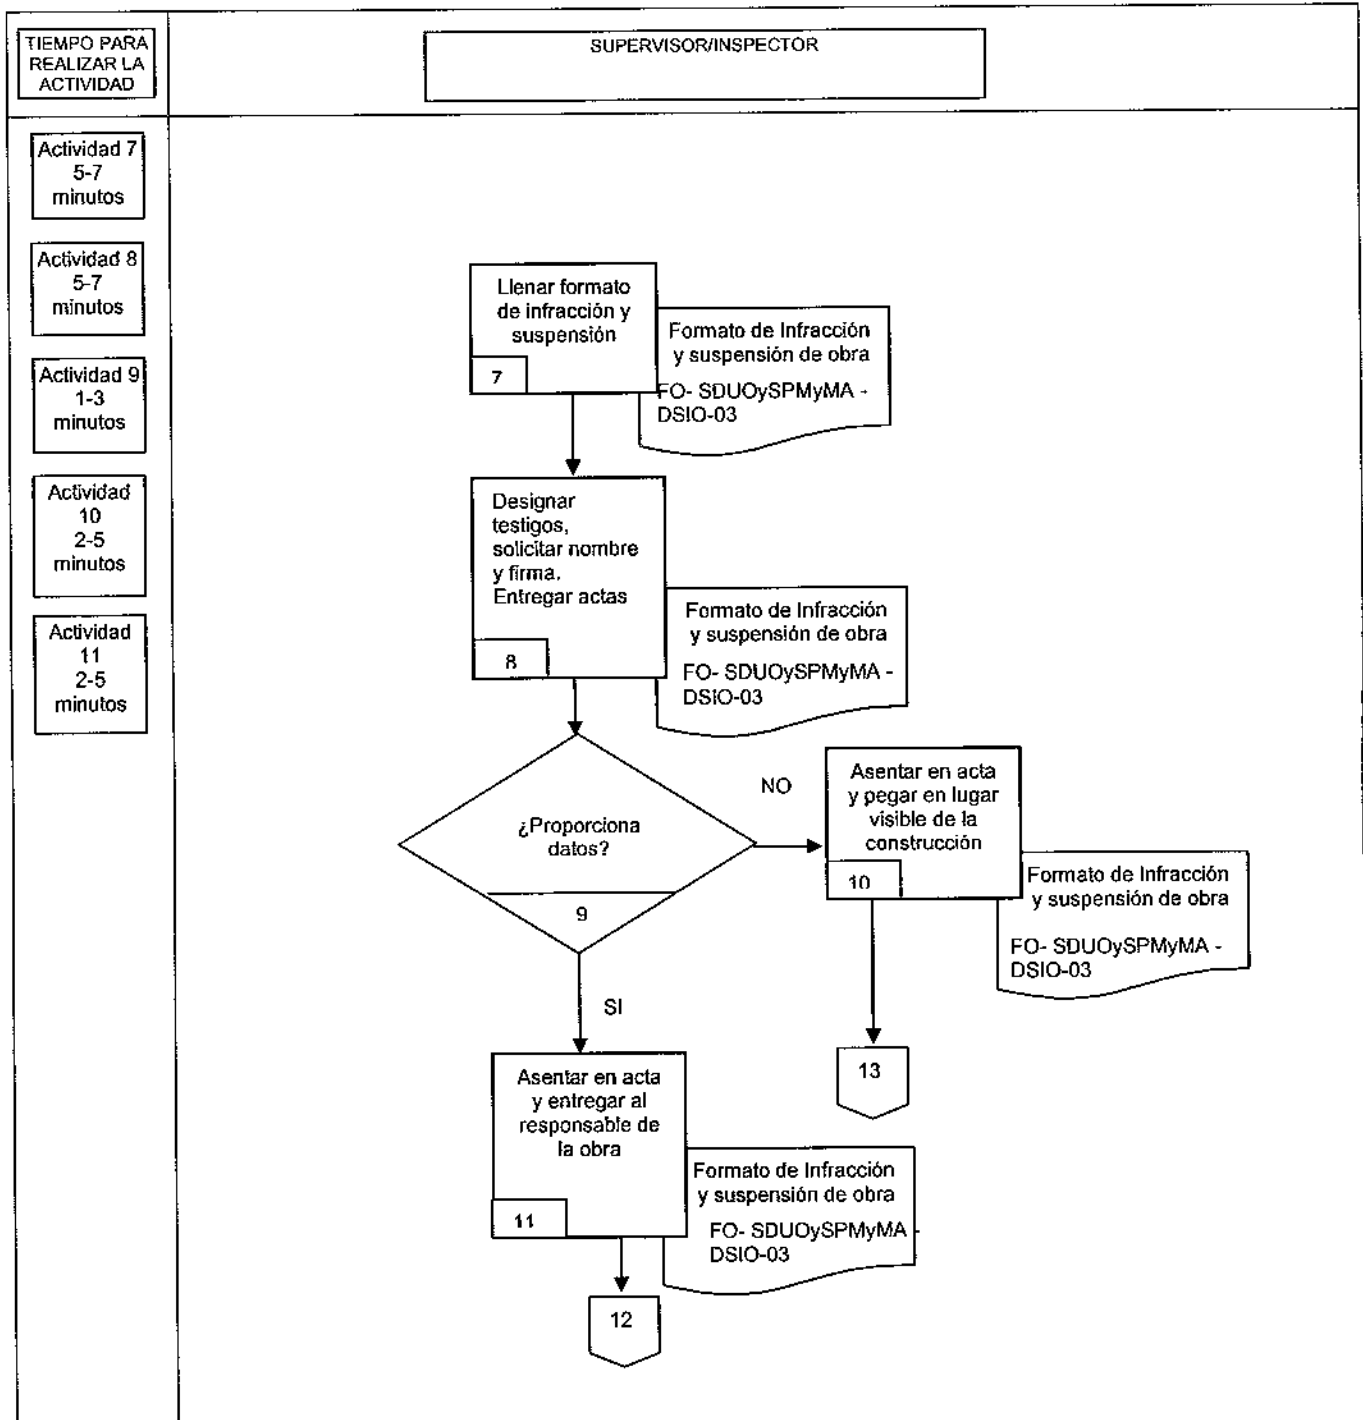 TIEMPO PARA
REALIZAR LA
ACTIVIDAD
SUPERVISOR/INSPECTOR
Actividad 7
5-7
minutos
Actividad 8
5-7
minutos
Actividad 9
1-3
minutos
Actividad
10
2-5
minutos
Actividad
11
2-5
minutos
Llenar formato
de infracción y
suspensión
7
Formato de Infracción
y suspensión de obra
FO- SDUOySPMyMA -
DSIO-03
Designar
testigos,
solicitar nombre
y firma.
Entregar actas
8
Formato de Infracción
y suspensión de obra
FO- SDUOySPMyMA -
DSIO-03
¿Proporciona
datos?
9
NO
Asentar en acta
y pegar en lugar
visible de la
construcción
10
Formato de Infracción
y suspensión de obra
FO- SDUOySPMyMA -
DSIO-03
13
SI
Asentar en acta
y entregar al
responsable de
la obra
11
Formato de Infracción
y suspensión de obra
FO- SDUOySPMyMA -
DSIO-03
12